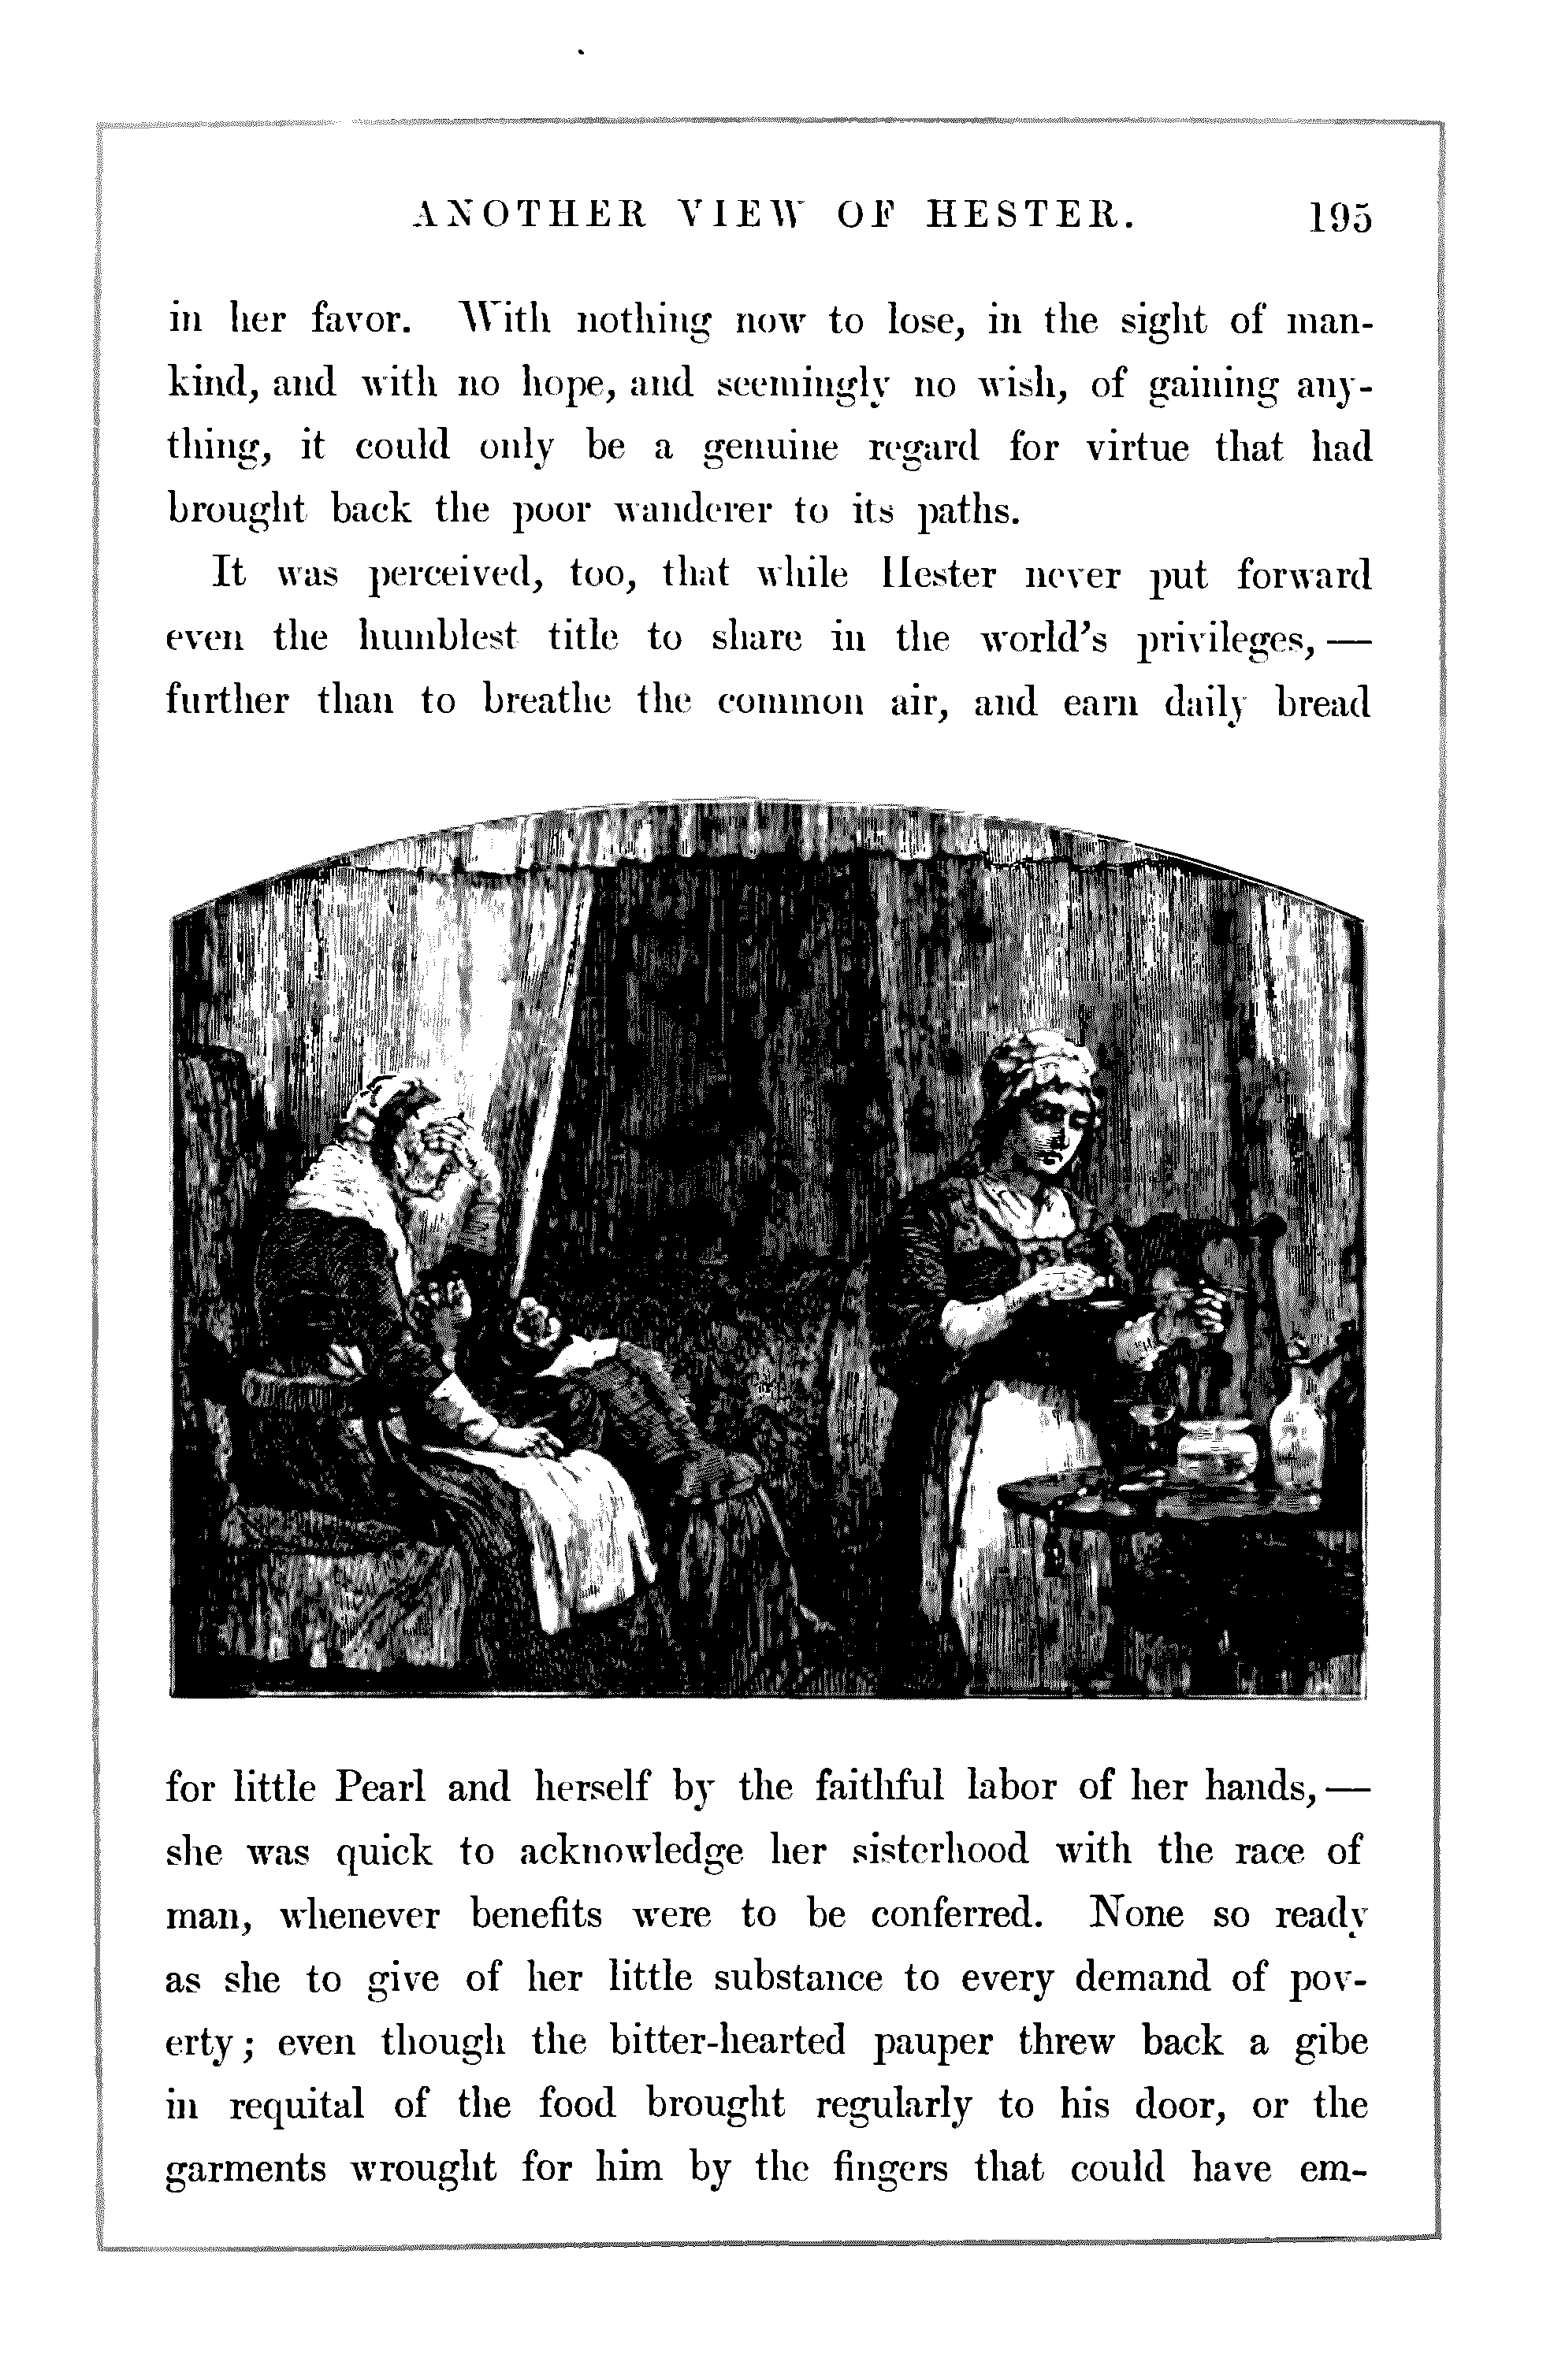 ANOTHER VIEW OF HESTER. 195
in her favor. With nothing now to lose, in the sight of man-
kind, and with no hope, and seemingly no wish, of gaining any-
thing, it could only be a genuine regard for virtue that had
brought back the poor wanderer to its paths.
It was perceived, too, that while Hester never put forward
even the humblest title to share in the world's privileges, —
further than to breathe the common air, and earn daily bread
for little Pearl and herself by the faithful labor of her hands, —
she was quick to acknowledge her sisterhood with the race of
man, whenever benefits were to be conferred. None so ready
as she to give of her little substance to every demand of pov-
erty; even though the bitter-hearted pauper threw back a gibe
in requital of the food brought regularly to his door, or the
garments wrought for him by the fingers that could have em-